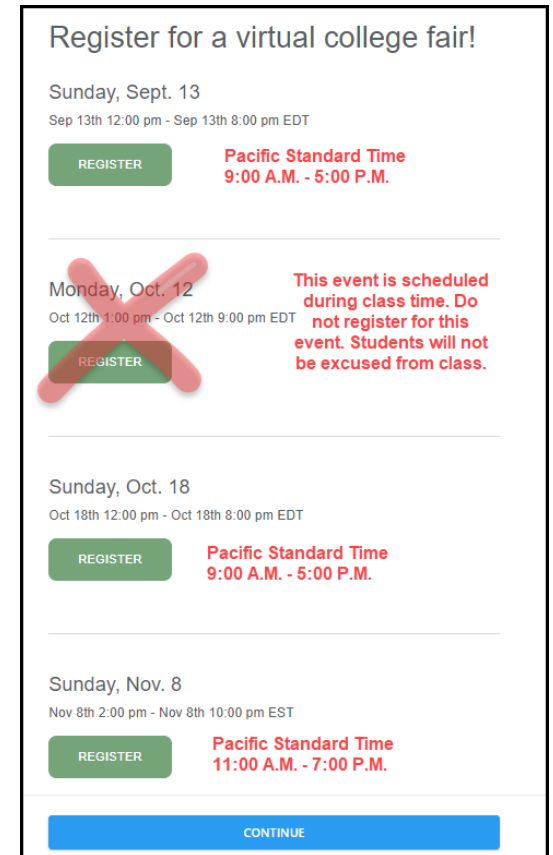 Register for a virtual college fair!
Sunday, Sept. 13
Sep 13th 12:00 pm - Sep 13th 8:00 pm EDT
REGISTER
Pacific Standard Time
9:00 A.M. - 5:00 P.M.
Monday, Oct. 12
Oct 12th 1:00 pm - Oct 12th 9:00 pm EDT
REGISTER
This event is scheduled
during class time. Do
not register for this
event. Students will not
be excused from class.
Sunday, Oct. 18
Oct 18th 12:00 pm - Oct 18th 8:00 pm EDT
REGISTER
Pacific Standard Time
9:00 A.M. - 5:00 P.M.
Sunday, Nov. 8
Nov 8th 2:00 pm - Nov 8th 10:00 pm EST
REGISTER
Pacific Standard Time
11:00 A.M. - 7:00 P.M.
CONTINUE